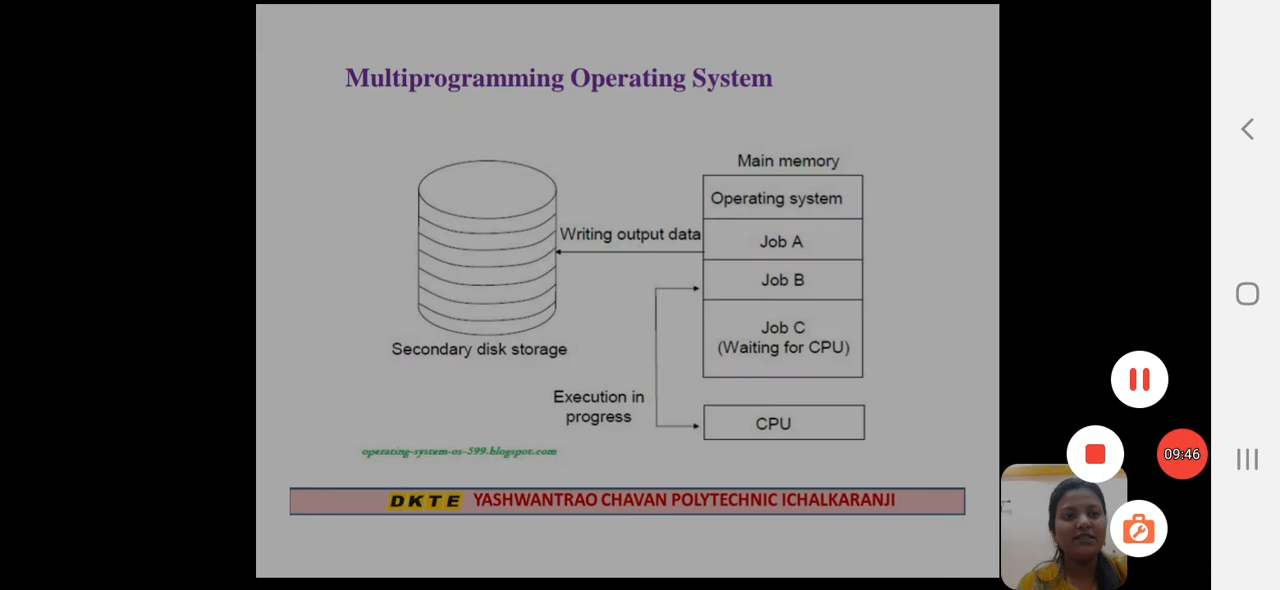 Multiprogramming Operating System
Main memory
Operating system
Writing output data
Job A
Job B
Job C
(Waiting for CPU)
Secondary disk storage
Execution in
progress
CPU
operating-system-os-599.blogspot.com
09:46
DKTE YASHWANTRAO CHAVAN POLYTECHNIC ICHALKARANJI